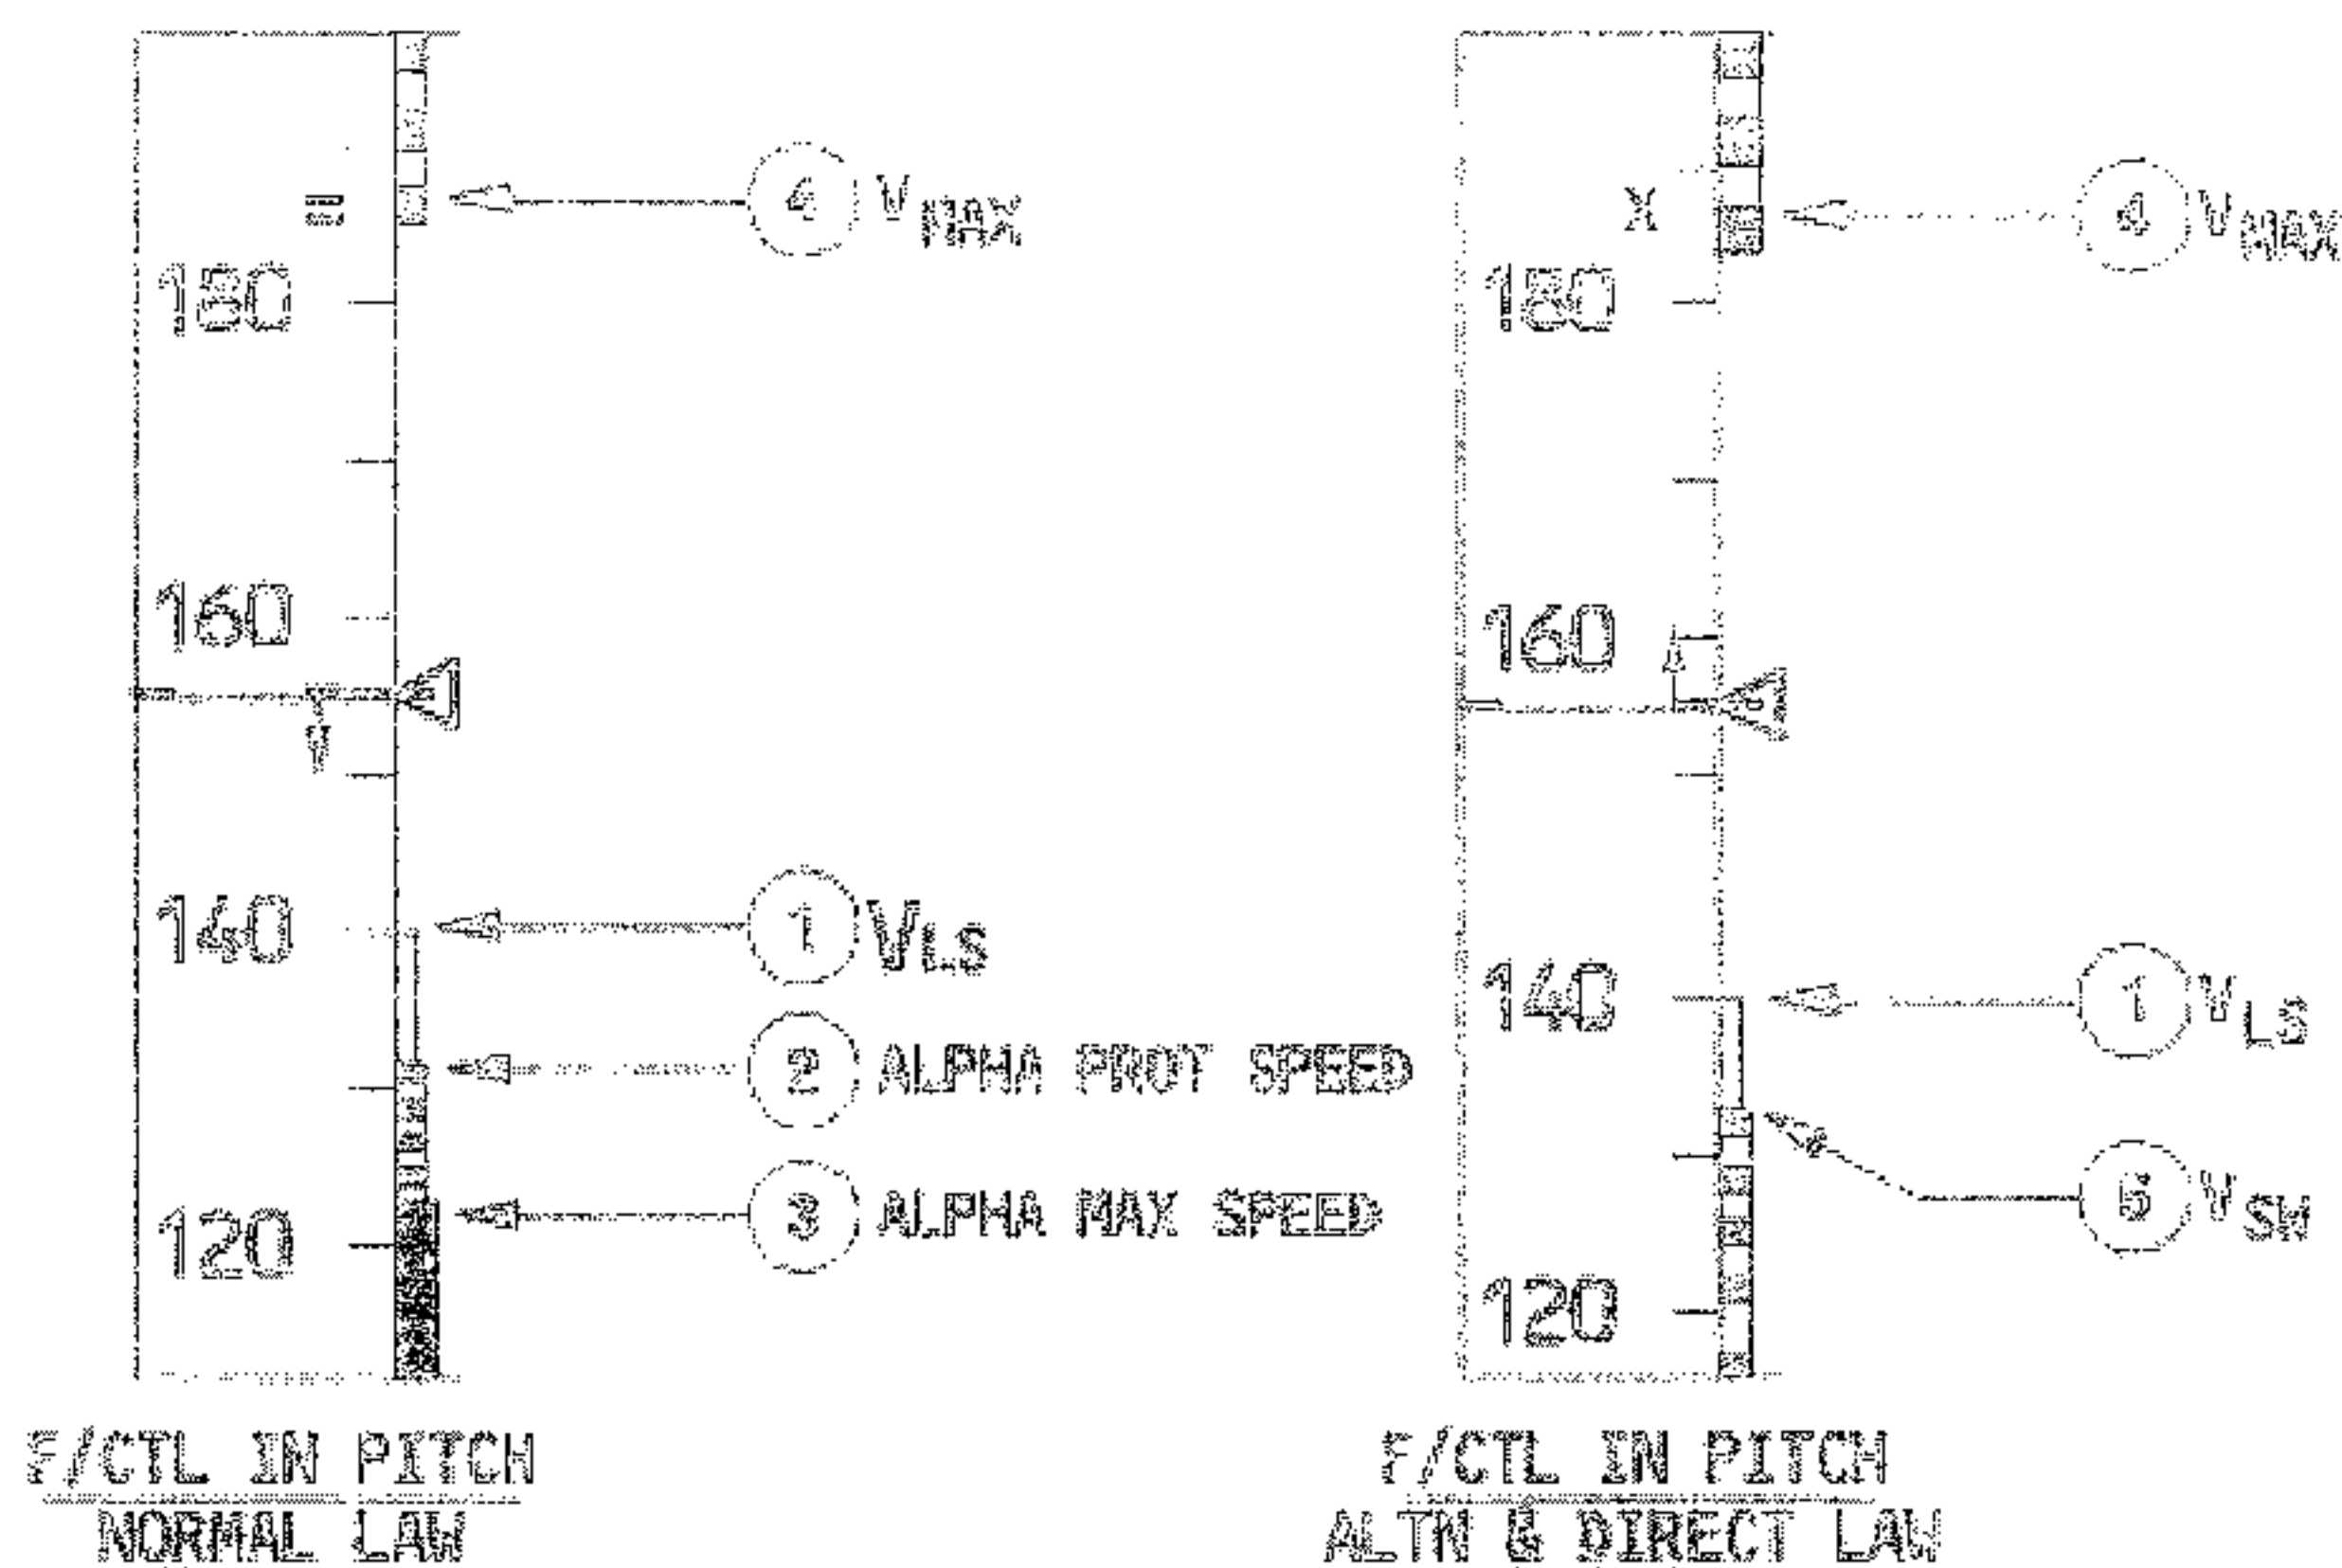 4 VMAX
180
160
140
1 VLS
2 ALPHA PROT SPEED
3 ALPHA MAX SPEED
120
F/CTL IN PITCH
NORMAL LAW
4 VMAX
X
180
160
140
1 VLS
5 VSW
120
F/CTL IN PITCH
ALTN & DIRECT LAW